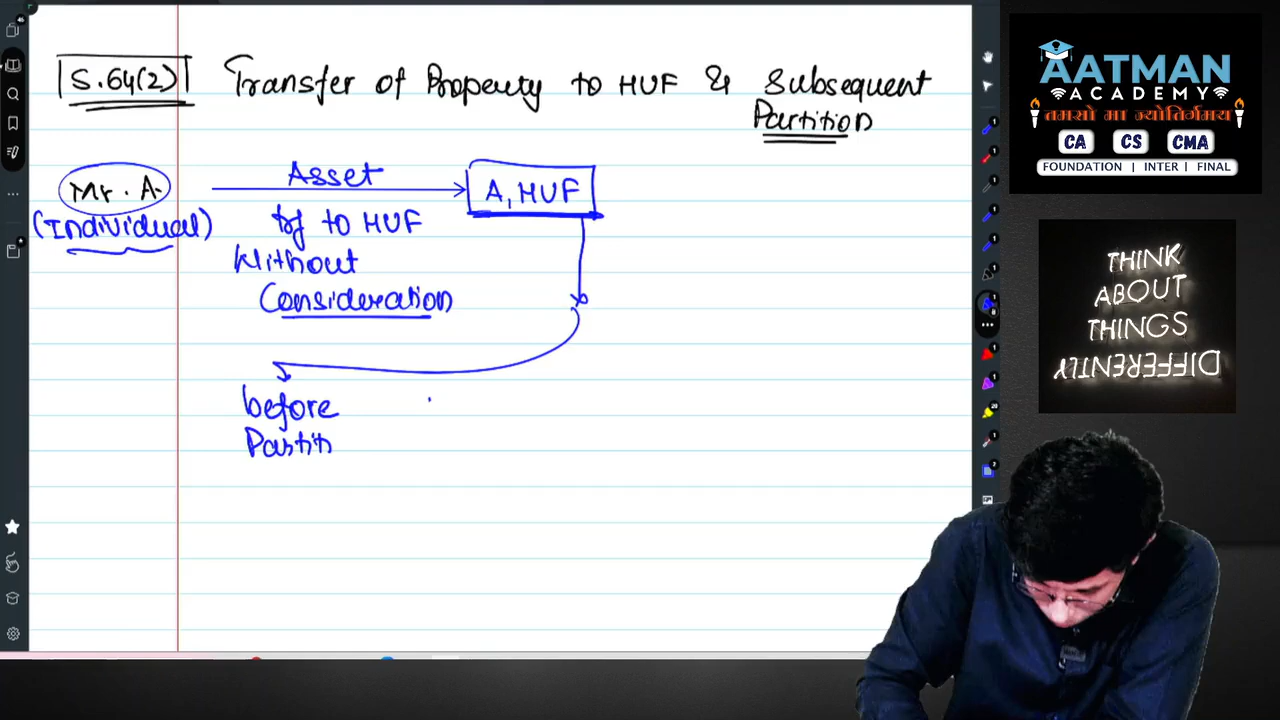 S.64(2) Transfer of Property to HUF & Subsequent
Partition
Mr. A.
(Individual)
Asset
trf to HUF
Without
Consideration
A, HUF
before
Partiti
AATMAN
ACADEMY
तमसो मा ज्योतिर्गमय
CA CS CMA
FOUNDATION | INTER | FINAL
THINK
ABOUT
THINGS
DIFFERENTLY